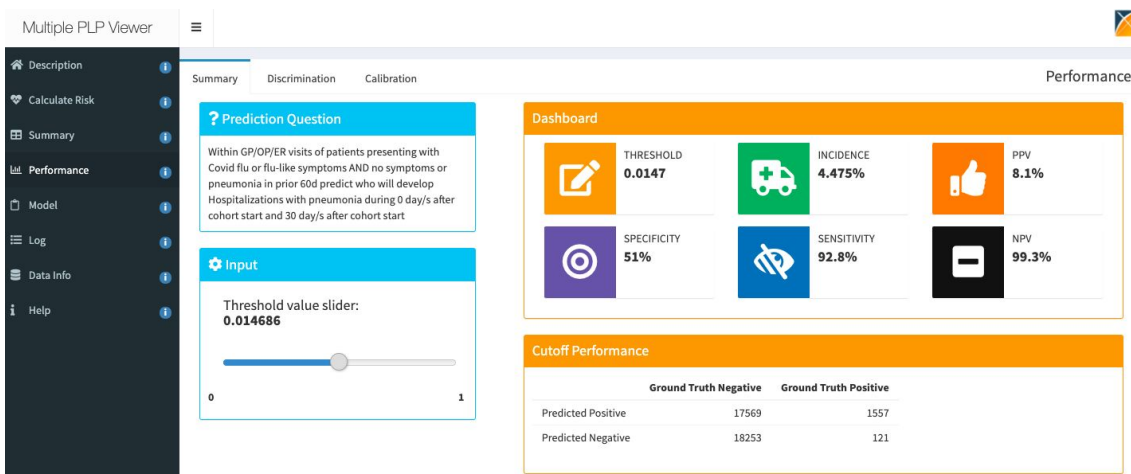 Multiple PLP Viewer
Description
Calculate Risk
Summary
Performance
Model
Log
Data Info
Help
Summary Discrimination Calibration
Performance
? Prediction Question
Within GP/OP/ER visits of patients presenting with
Covid flu or flu-like symptoms AND no symptoms or
pneumonia in prior 60d predict who will develop
Hospitalizations with pneumonia during 0 day/s after
cohort start and 30 day/s after cohort start
Input
Threshold value slider:
0.014686
0 1
Dashboard
THRESHOLD
0.0147
INCIDENCE
4.475%
PPV
8.1%
SPECIFICITY
51%
SENSITIVITY
92.8%
NPV
99.3%
Cutoff Performance
Ground Truth Negative Ground Truth Positive
Predicted Positive 17569 1557
Predicted Negative 18253 121